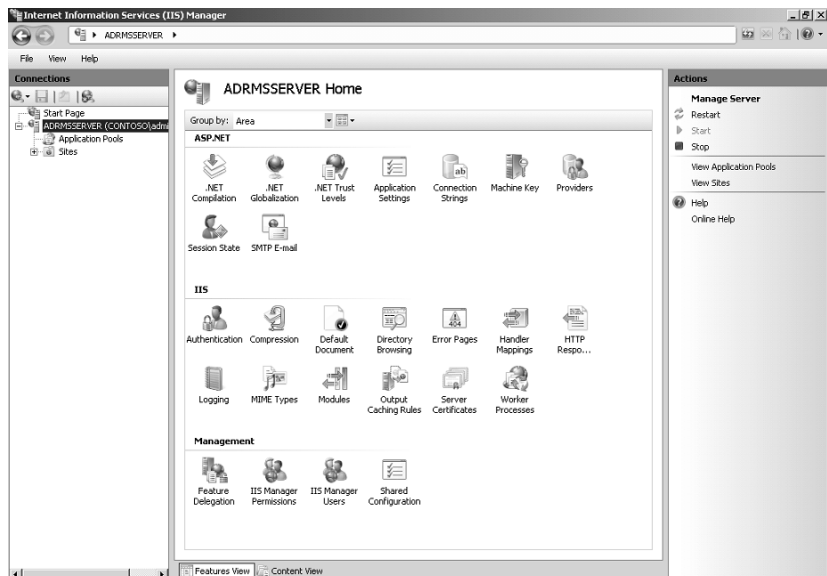 Internet Information Services (IIS) Manager
ADRMSSERVER
File View Help
Connections
Start Page
ADRMSSERVER (CONTOSO\admi
Application Pools
Sites
ADRMSSERVER Home
Group by: Area
ASP.NET
.NET Compilation
.NET Globalization
.NET Trust Levels
Application Settings
Connection Strings
Machine Key
Providers
Session State
SMTP E-mail
IIS
Authentication
Compression
Default Document
Directory Browsing
Error Pages
Handler Mappings
HTTP Respo...
Logging
MIME Types
Modules
Output Caching Rules
Server Certificates
Worker Processes
Management
Feature Delegation
IIS Manager Permissions
IIS Manager Users
Shared Configuration
Features View
Content View
Actions
Manage Server
Restart
Start
Stop
View Application Pools
View Sites
Help
Online Help
ab
404